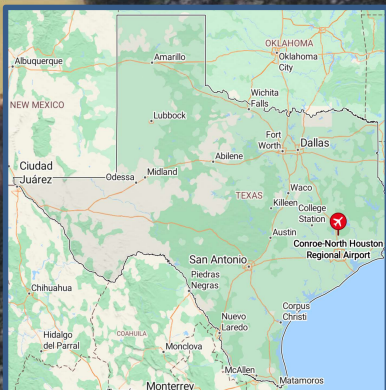 OKLAHOMA
Albuquerque
Amarillo
Oklahoma
City
NEW MEXICO
Wichita
Falls
Lubbock
Fort
Worth
Dallas
Abilene
Ciudad
Juárez
Midland
Odessa
TEXAS
Waco
Killeen
College
Station
Austin
Conroe-North Houston
Regional Airport
San Antonio
Piedras
Negras
Chihuahua
Corpus
Christi
Nuevo
Laredo
Hidalgo
del Parral
COAHUILA
Monclova
McAllen
Matamoros
Monterrey